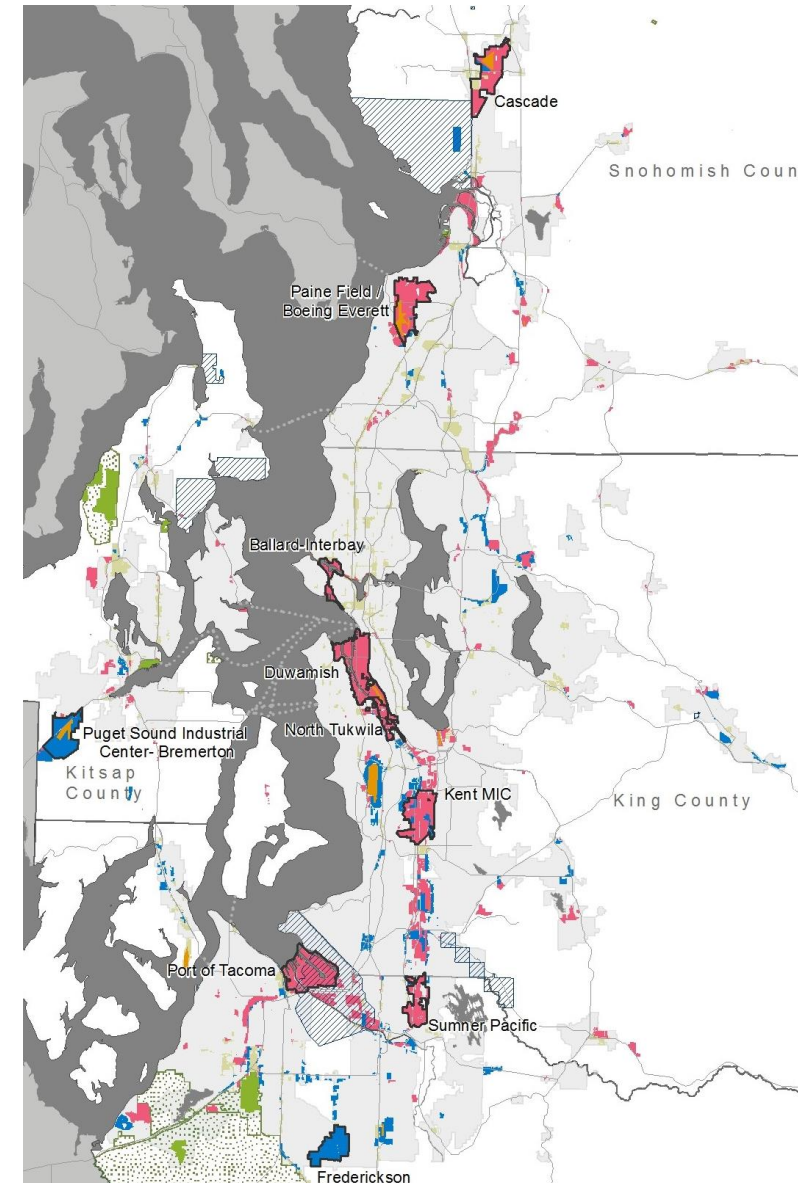 Cascade
Snohomish Coun
Paine Field /
Boeing Everett
Ballard-Interbay
Duwamish
North Tukwila
Puget Sound Industrial
Center- Bremerton
Kitsap
County
Kent MIC
King County
Port of Tacoma
Sumner Pacific
Frederickson